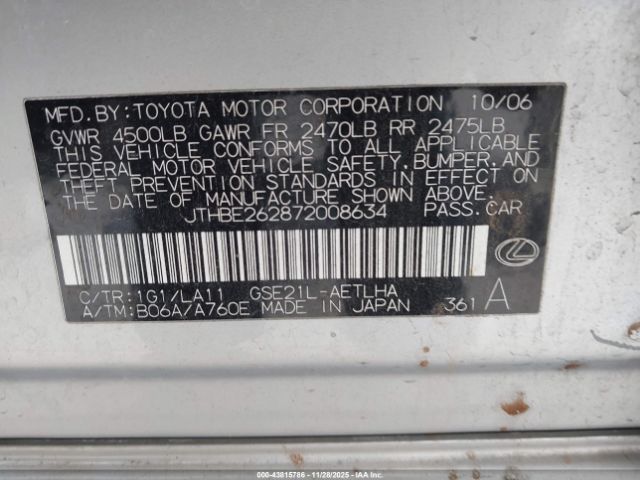 MFD.BY:TOYOTA MOTOR CORPORATION 10/06
GVWR 4500LB GAWR FR 2470LB RR 2475LB
THIS VEHICLE CONFORMS TO ALL APPLICABLE
FEDERAL MOTOR VEHICLE SAFETY,BUMPER,AND
THEFT PREVENTION STANDARDS IN EFFECT ON
THE DATE OF MANUFACTURE SHOWN ABOVE.
JTHBE262872008634 PASS.CAR
C/TR:1G1/LA11 GSE21L-AETLHA
A/TM:B06A/A760E MADE IN JAPAN 361 A
000-43815786 | 11/28/2025 | IAAI.COM